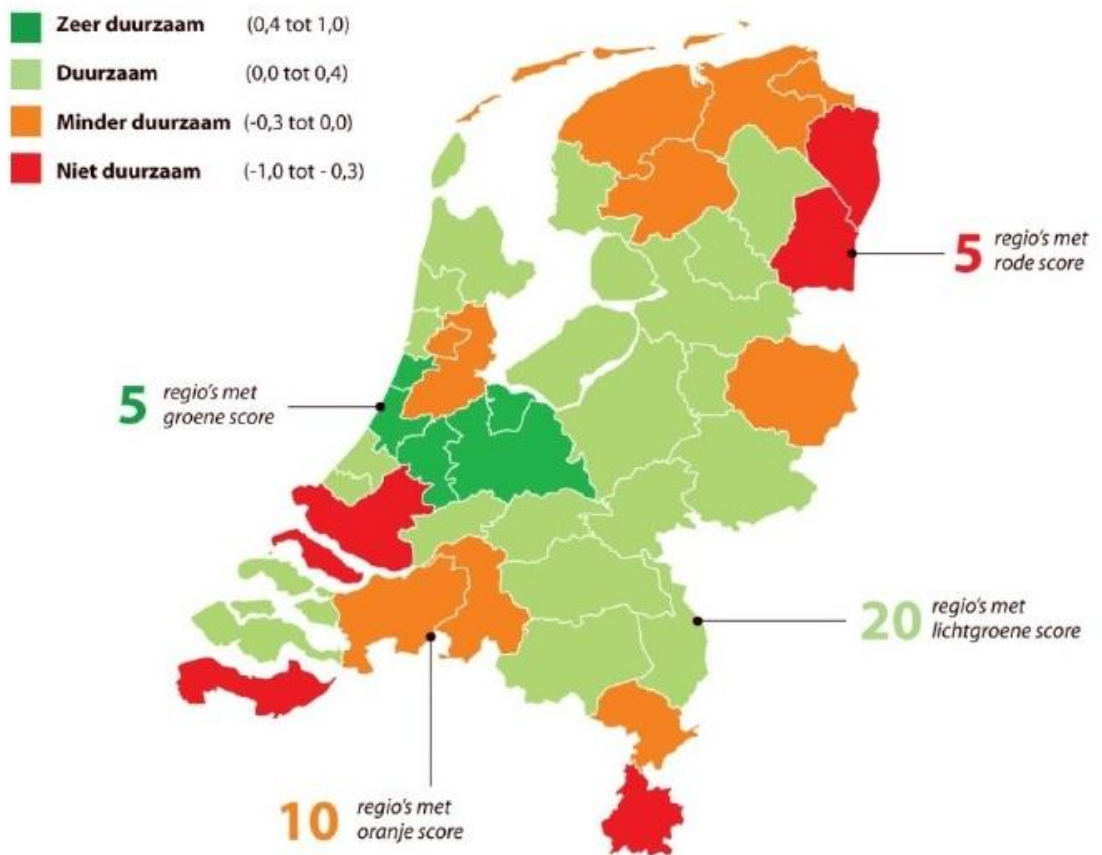 Zeer duurzaam (0,4 tot 1,0)
Duurzaam (0,0 tot 0,4)
Minder duurzaam (-0,3 tot 0,0)
Niet duurzaam (-1,0 tot - 0,3)
5 regio's met
rode score
5 regio's met
groene score
20 regio's met
lichtgroene score
10 regio's met
oranje score